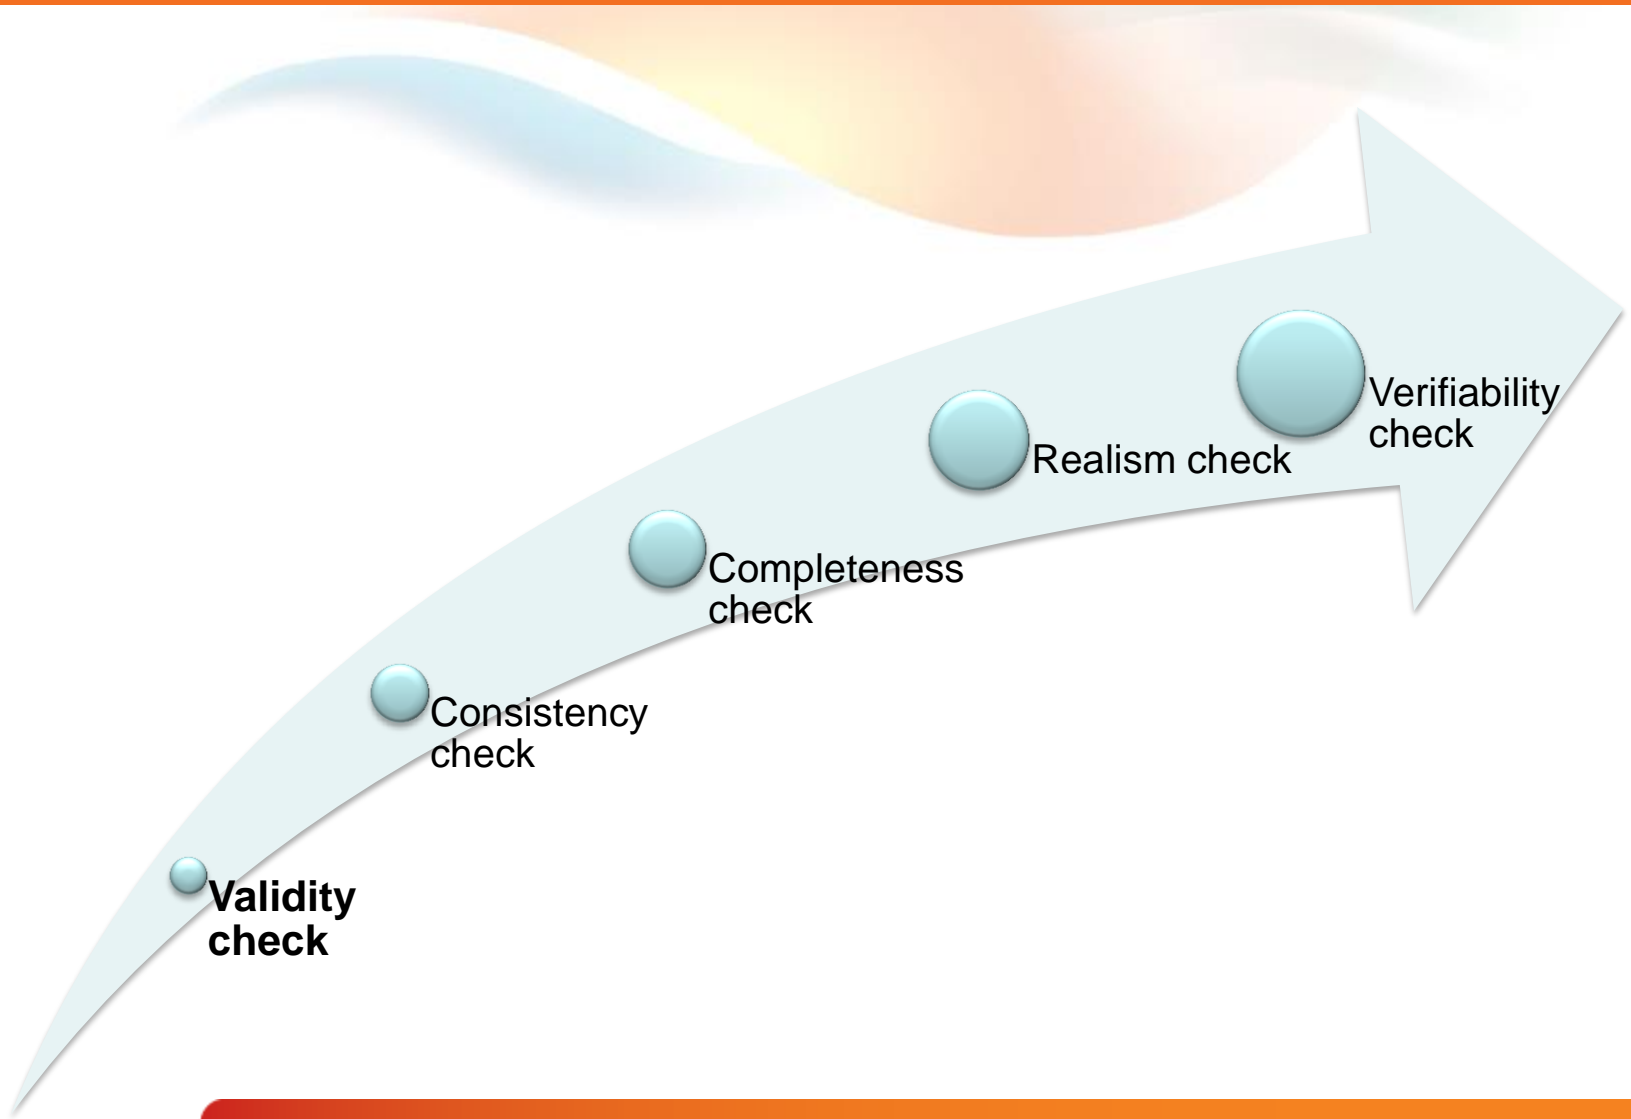 Verifiability
check
Realism check
Completeness
check
Consistency
check
Validity
check